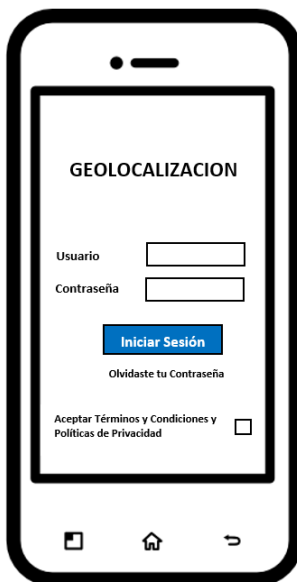 GEOLOCALIZACION
Usuario
Contraseña
Iniciar Sesión
Olvidaste tu Contraseña
Aceptar Términos y Condiciones y
Políticas de Privacidad